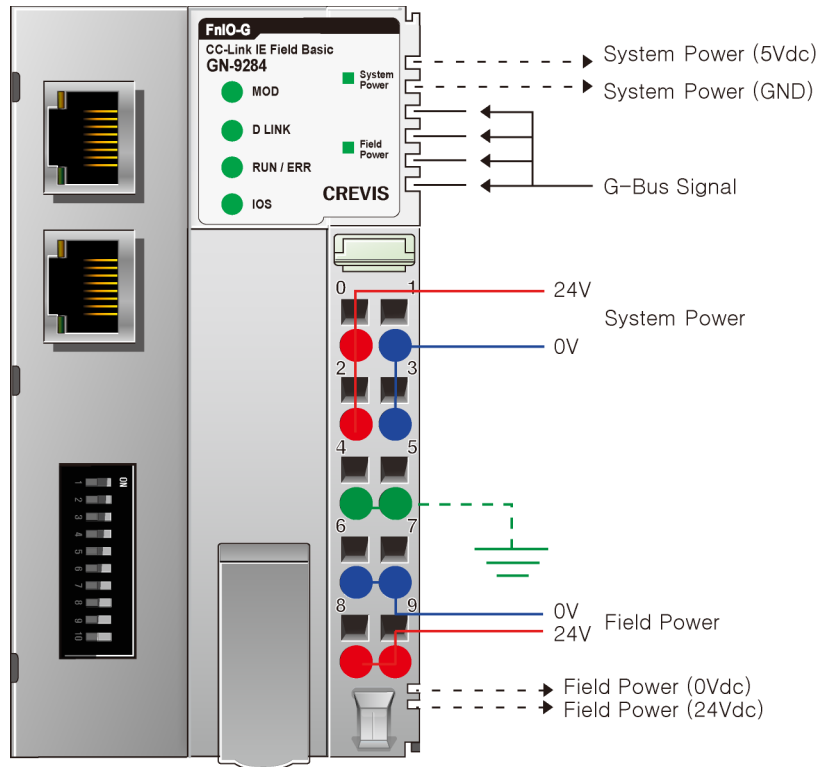 FnIO-G
CC-Link IE Field Basic
GN-9284
MOD
D LINK
RUN / ERR
IOS
System
Power
Field
Power
CREVIS
System Power (5Vdc)
System Power (GND)
G-Bus Signal
0 1
24V
System Power
0V
2 3
4 5
6 7
8 9
0V
24V
Field Power
Field Power (0Vdc)
Field Power (24Vdc)
ON
1
2
3
4
5
6
7
8
9
10